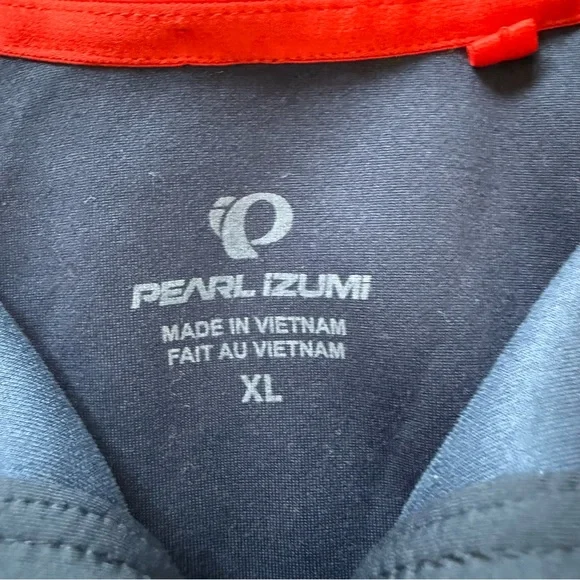 PEARL iZUMi
MADE IN VIETNAM
FAIT AU VIETNAM
XL